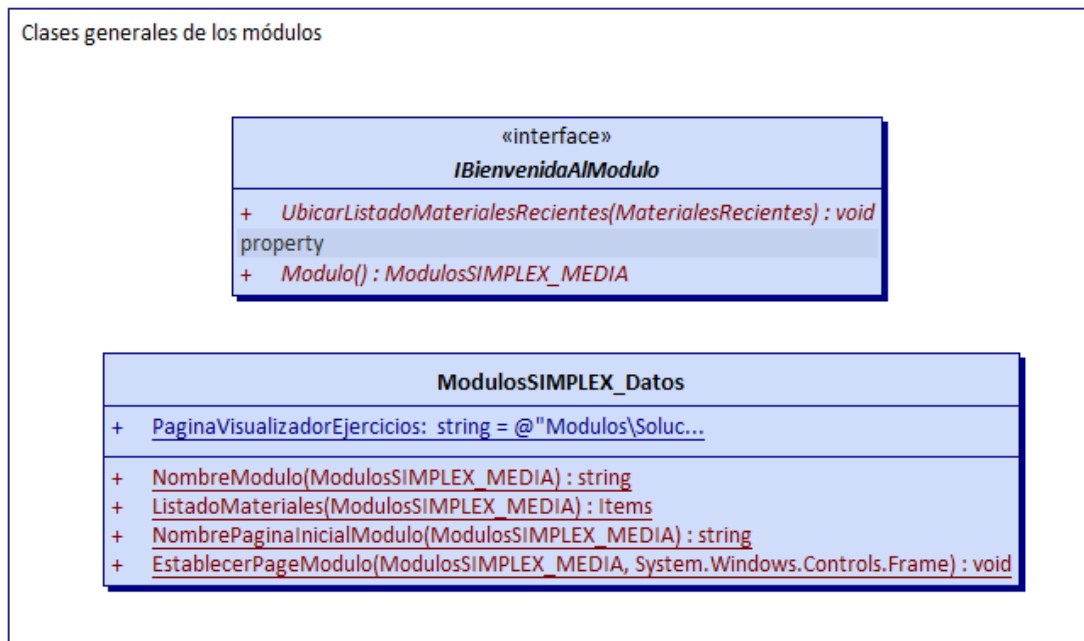 Clases generales de los módulos
«interface»
IBienvenidaAlModulo
+ UbicarListadoMaterialesRecientes(MaterialesRecientes) : void
property
+ Modulo() : ModulosSIMPLEX_MEDIA
ModulosSIMPLEX_Datos
+ PaginaVisualizadorEjercicios: string = @"Modulos\Soluc...
+ NombreModulo(ModulosSIMPLEX_MEDIA) : string
+ ListadoMateriales(ModulosSIMPLEX_MEDIA) : Items
+ NombrePaginaInicialModulo(ModulosSIMPLEX_MEDIA) : string
+ EstablecerPageModulo(ModulosSIMPLEX_MEDIA, System.Windows.Controls.Frame) : void